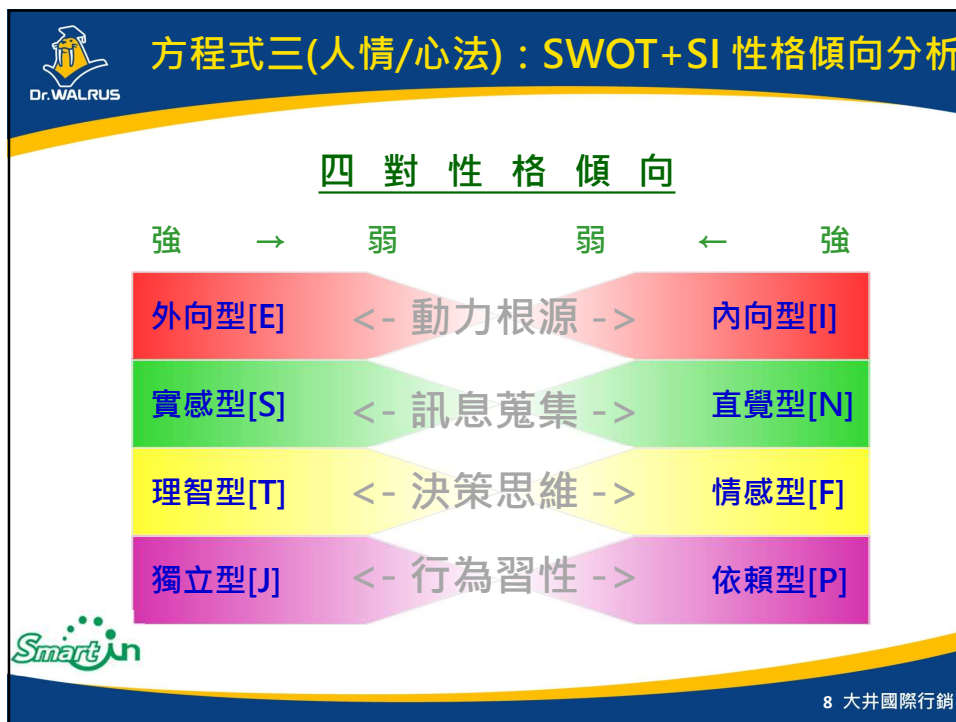 方程式三(人情/心法)：SWOT+SI 性格傾向分析
Dr.WALRUS
四 對 性 格 傾 向
強 → 弱 弱 ← 強
外向型[E] <- 動力根源 -> 內向型[I]
實感型[S] <- 訊息蒐集 -> 直覺型[N]
理智型[T] <- 決策思維 -> 情感型[F]
獨立型[J] <- 行為習性 -> 依賴型[P]
Smart in
8 大井國際行銷